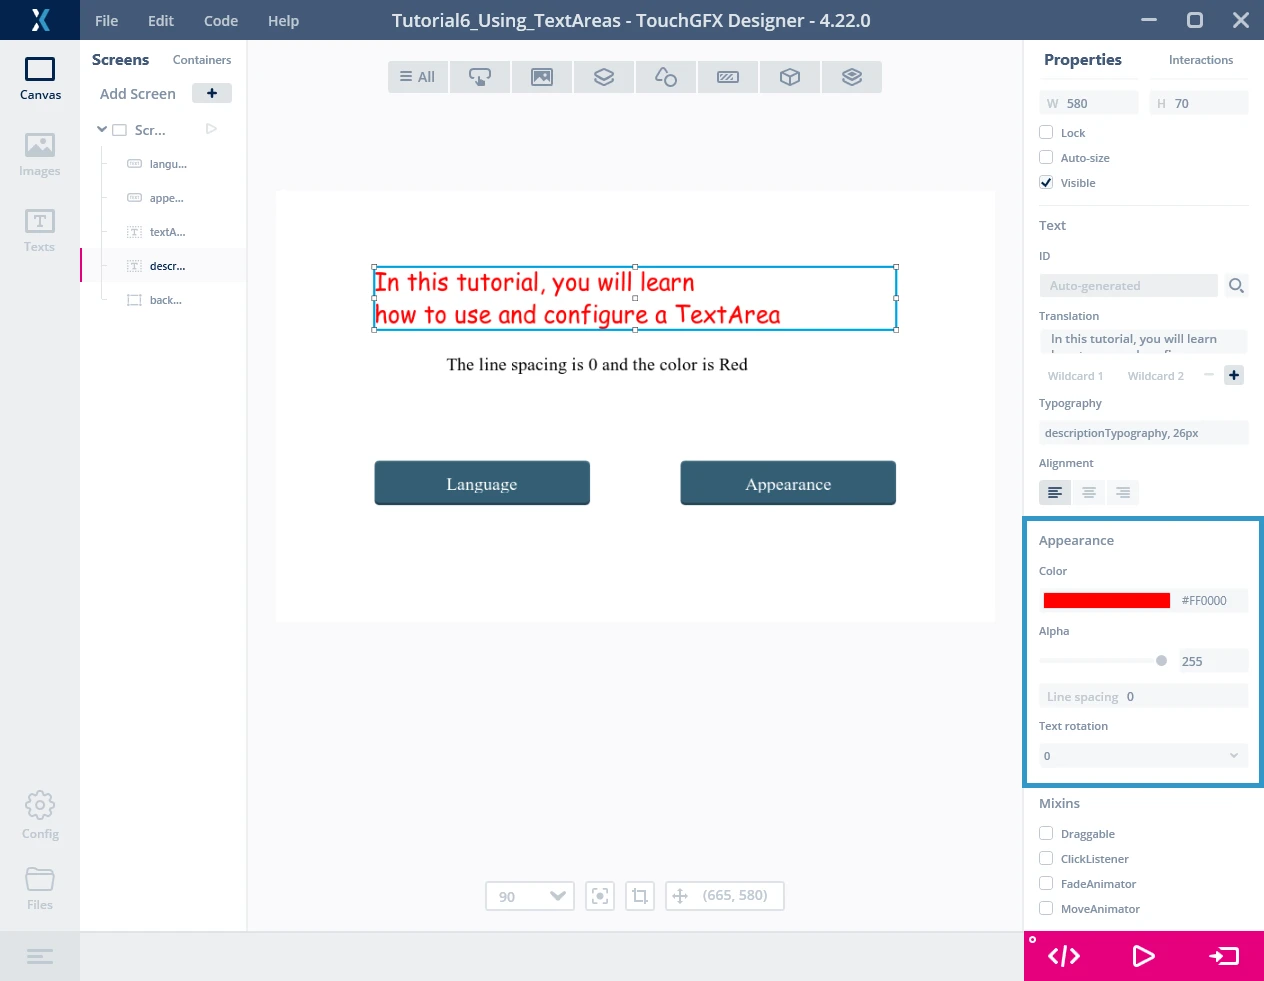 File Edit Code Help
Tutorial6_Using_TextAreas - TouchGFX Designer - 4.22.0
Canvas
Images
Texts
Config
Files
Screens Containers
Add Screen +
Scr...
langu...
appe...
textA...
descr...
back...
All
In this tutorial, you will learn
how to use and configure a TextArea
The line spacing is 0 and the color is Red
Language
Appearance
90
(665, 580)
Properties Interactions
W 580 H 70
Lock
Auto-size
Visible
Text
ID
Auto-generated
Translation
In this tutorial, you will learn
Wildcard 1 Wildcard 2
Typography
descriptionTypography, 26px
Alignment
Appearance
Color
#FF0000
Alpha
255
Line spacing 0
Text rotation
0
Mixins
Draggable
ClickListener
FadeAnimator
MoveAnimator